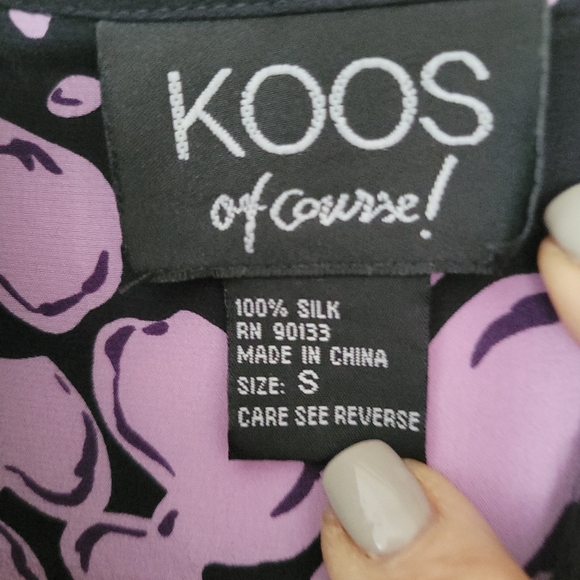 KOOS
of course!
100% SILK
RN 90133
MADE IN CHINA
SIZE: S
CARE SEE REVERSE